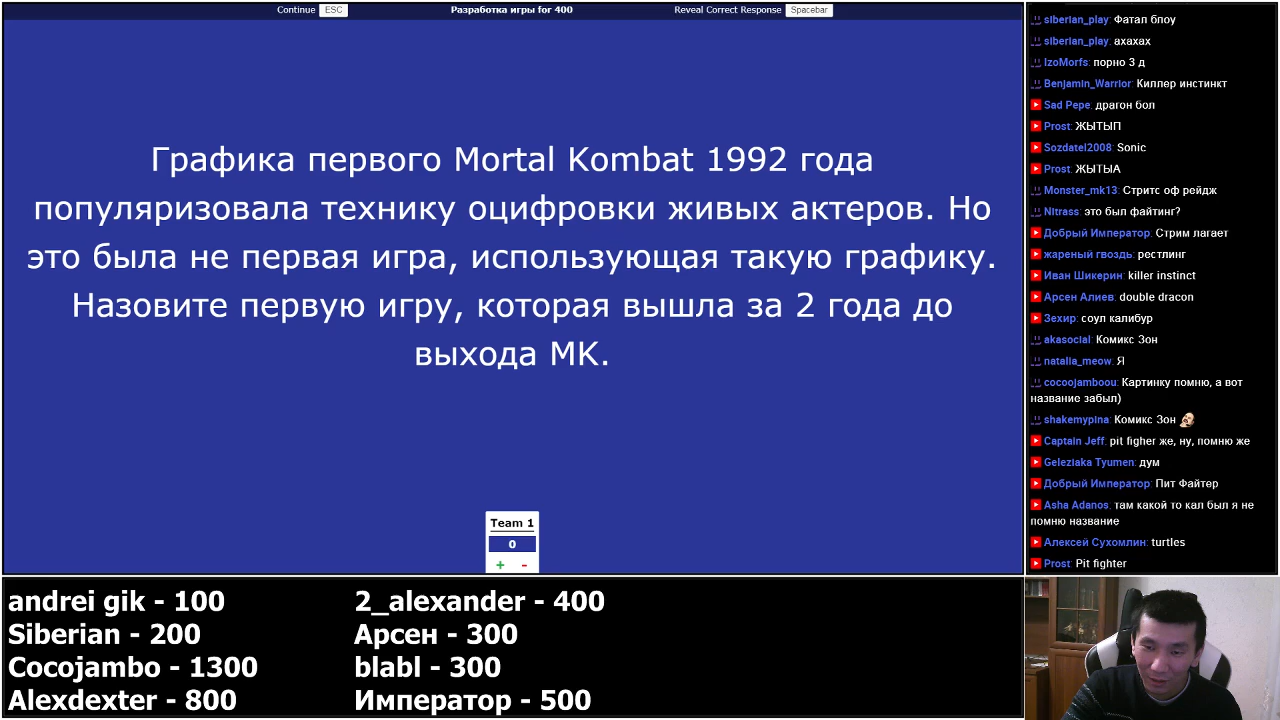 Continue ESC Разработка игры for 400 Reveal Correct Response Spacebar
Графика первого Mortal Kombat 1992 года
популяризовала технику оцифровки живых актеров. Но
это была не первая игра, использующая такую графику.
Назовите первую игру, которая вышла за 2 года до
выхода МК.
Team 1
0
+ -
siberian_play: Фатал блоу
siberian_play: ахахах
IzoMorfs: порно 3 д
Benjamin_Warrior: Киллер инстинкт
Sad Pepe: драгон бол
Prost: ЖЫТЫП
Sozdatel2008: Sonic
Prost: ЖЫТЫА
Monster_mk13: Стритс оф рейдж
Nitrass: это был файтинг?
Добрый Император: Стрим лагает
жареный гвоздь: рестлинг
Иван Шикерин: killer instinct
Арсен Алиев: double dracon
Зехир: соул калибур
akasocial: Комикс Зон
natalia_meow: Я
cocoojamboou: Картинку помню, а вот
название забыл)
shakemypina: Комикс Зон
Captain Jeff: pit figher же, ну, помню же
Geleziaka Tyumen: дум
Добрый Император: Пит Файтер
Asha Adanos: там какой то кал был я не
помню название
Алексей Сухомлин: turtles
Prost: Pit fighter
andrei gik - 100
Siberian - 200
Cocojambo - 1300
Alexdexter - 800
2_alexander - 400
Арсен - 300
blabl - 300
Император - 500